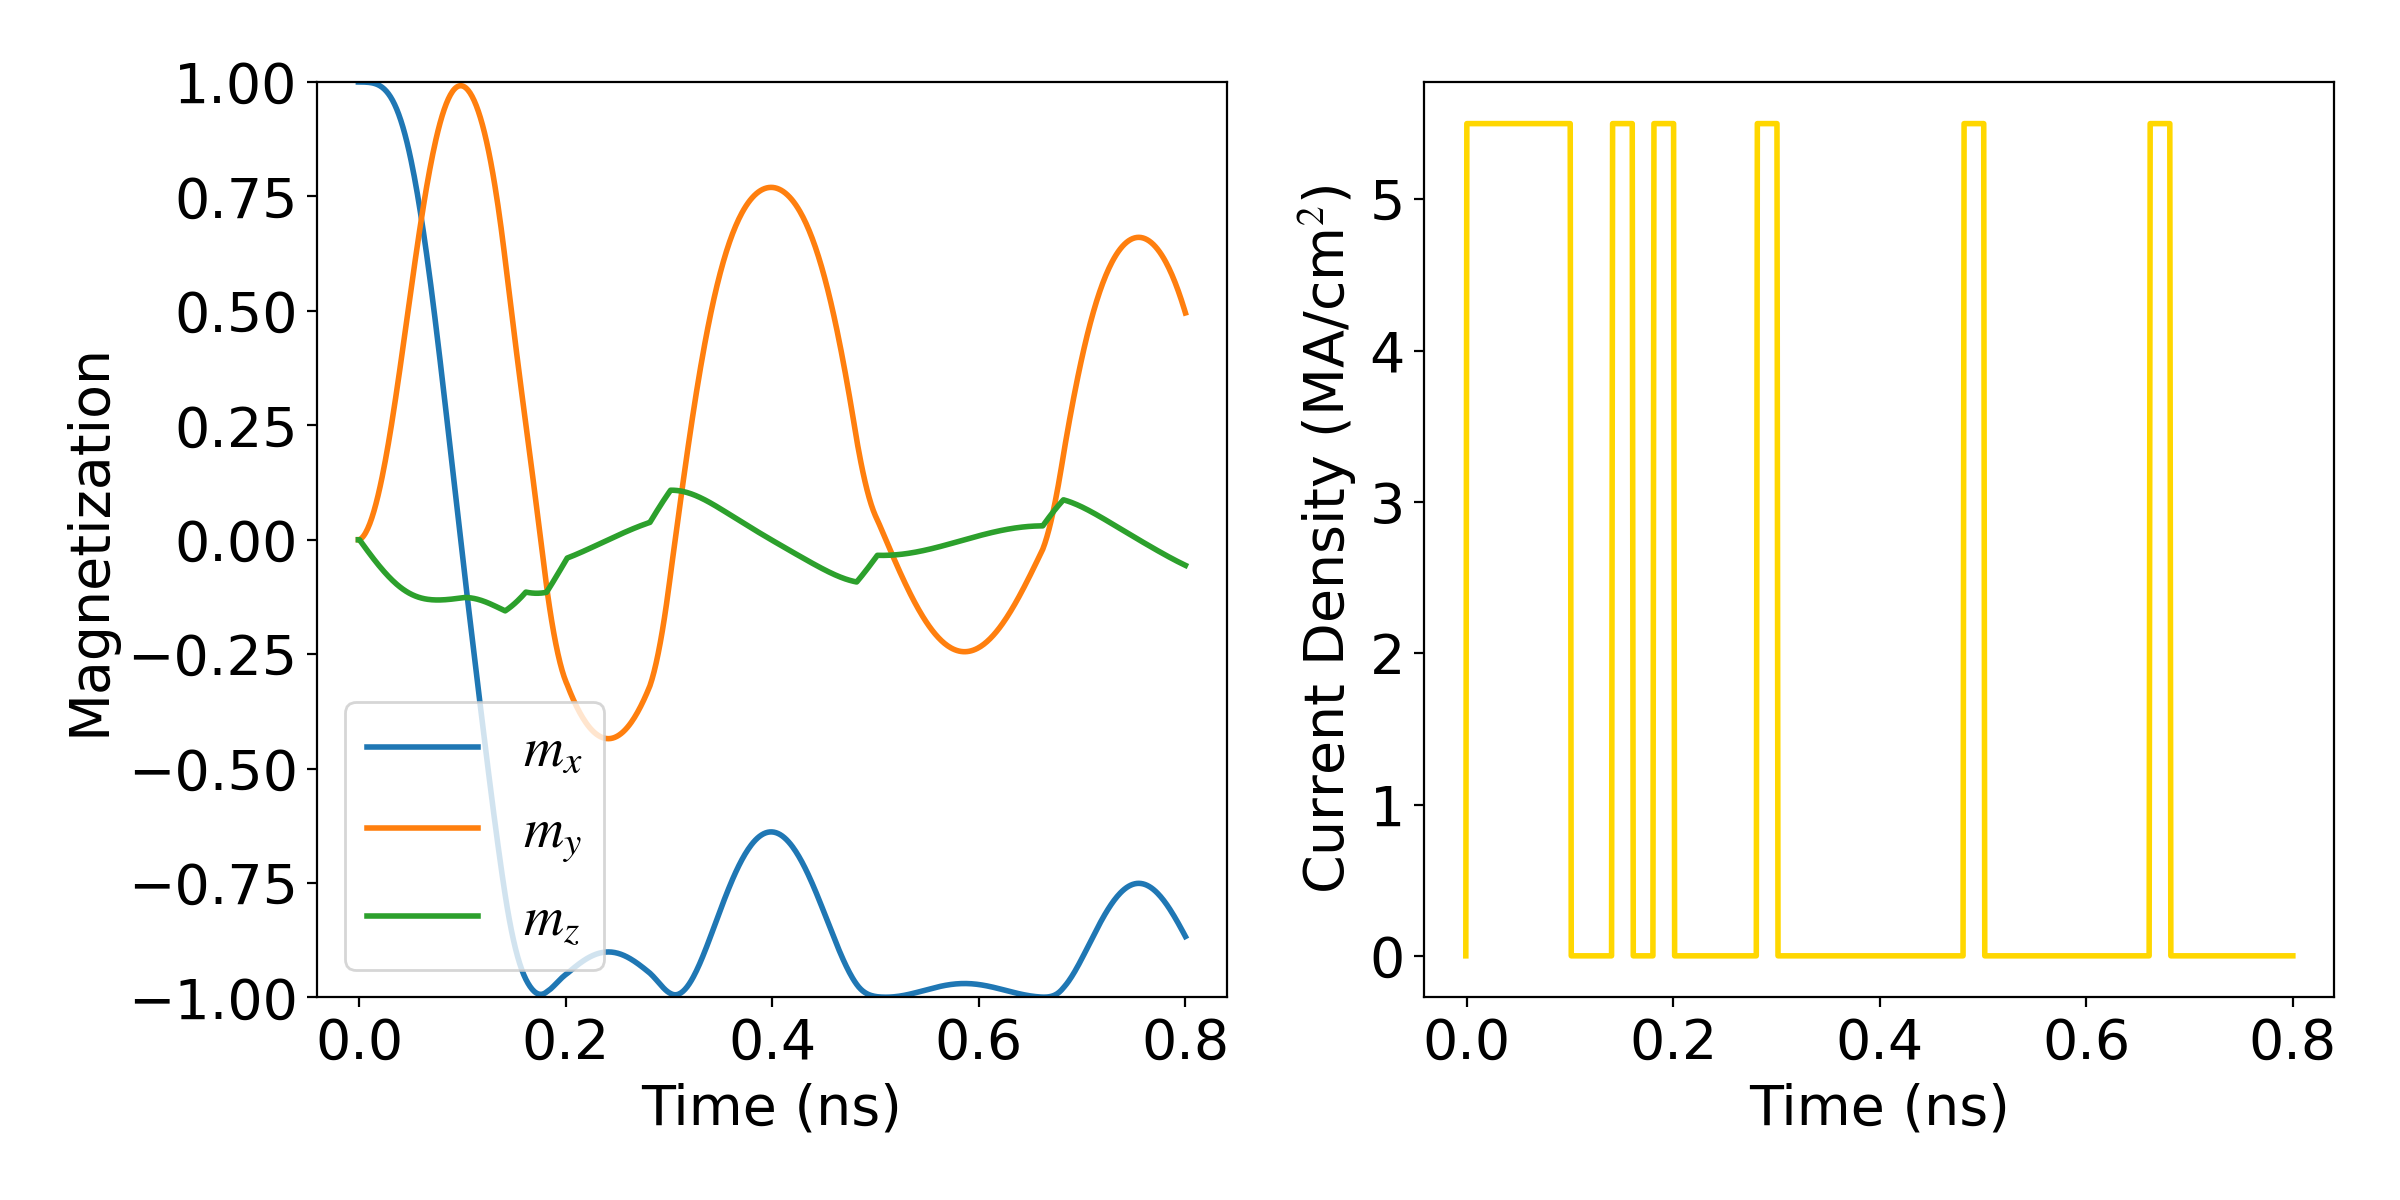 Magnetization
1.00
0.75
0.50
0.25
0.00
−0.25
−0.50
−0.75
−1.00
m_x
m_y
m_z
0.0 0.2 0.4 0.6 0.8
Time (ns)
Current Density (MA/cm²)
5
4
3
2
1
0
0.0 0.2 0.4 0.6 0.8
Time (ns)